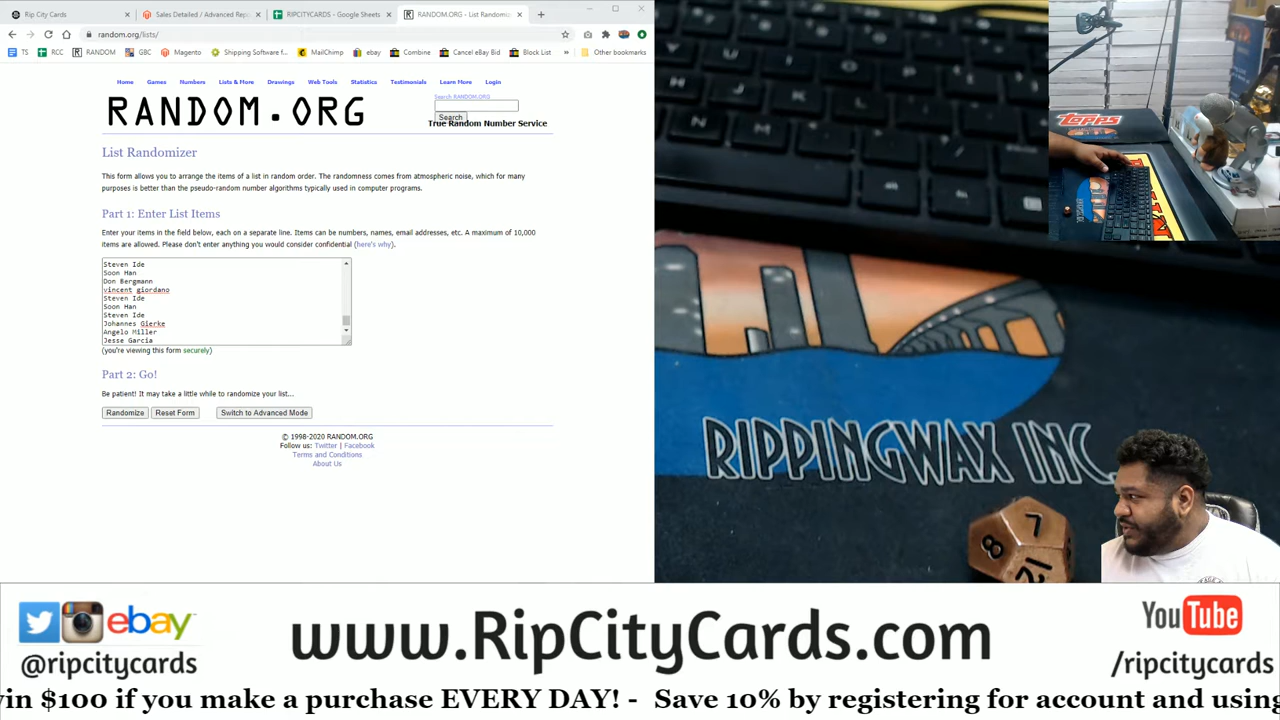 Rip City Cards
Sales Detailed / Advanced Repo
RIPCITYCARDS - Google Sheets
RANDOM.ORG - List Randomize
random.org/lists/
TS RCC RANDOM GBC Magento Shipping Software f... MailChimp ebay Combine Cancel eBay Bid Block List » Other bookmarks
Home Games Numbers Lists & More Drawings Web Tools Statistics Testimonials Learn More Login
RANDOM.ORG
Search RANDOM.ORG
Search
True Random Number Service
List Randomizer
This form allows you to arrange the items of a list in random order. The randomness comes from atmospheric noise, which for many
purposes is better than the pseudo-random number algorithms typically used in computer programs.
Part 1: Enter List Items
Enter your items in the field below, each on a separate line. Items can be numbers, names, email addresses, etc. A maximum of 10,000
items are allowed. Please don't enter anything you would consider confidential (here's why).
Steven Ide
Soon Han
Don Bergmann
vincent giordano
Steven Ide
Soon Han
Steven Ide
Johannes Gierke
Angelo Miller
Jesse Garcia
(you're viewing this form securely)
Part 2: Go!
Be patient! It may take a little while to randomize your list...
Randomize Reset Form Switch to Advanced Mode
© 1998-2020 RANDOM.ORG
Follow us: Twitter | Facebook
Terms and Conditions
About Us
topps
RIPPINGWAX INC.
7
8
12
ebay
@ripcitycards
www.RipCityCards.com
YouTube
/ripcitycards
win $100 if you make a purchase EVERY DAY! - Save 10% by registering for account and using